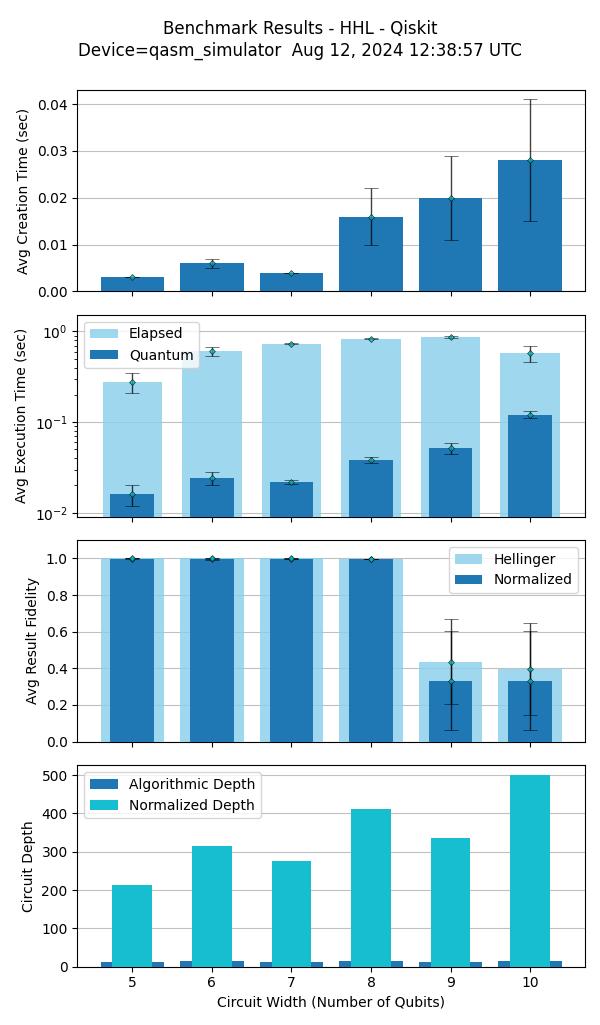 Benchmark Results - HHL - Qiskit
Device=qasm_simulator  Aug 12, 2024 12:38:57 UTC
Avg Creation Time (sec)
0.04
0.03
0.02
0.01
0.00
Avg Execution Time (sec)
10⁰
10⁻¹
10⁻²
Elapsed
Quantum
Avg Result Fidelity
1.0
0.8
0.6
0.4
0.2
0.0
Hellinger
Normalized
Circuit Depth
500
400
300
200
100
0
Algorithmic Depth
Normalized Depth
5 6 7 8 9 10
Circuit Width (Number of Qubits)